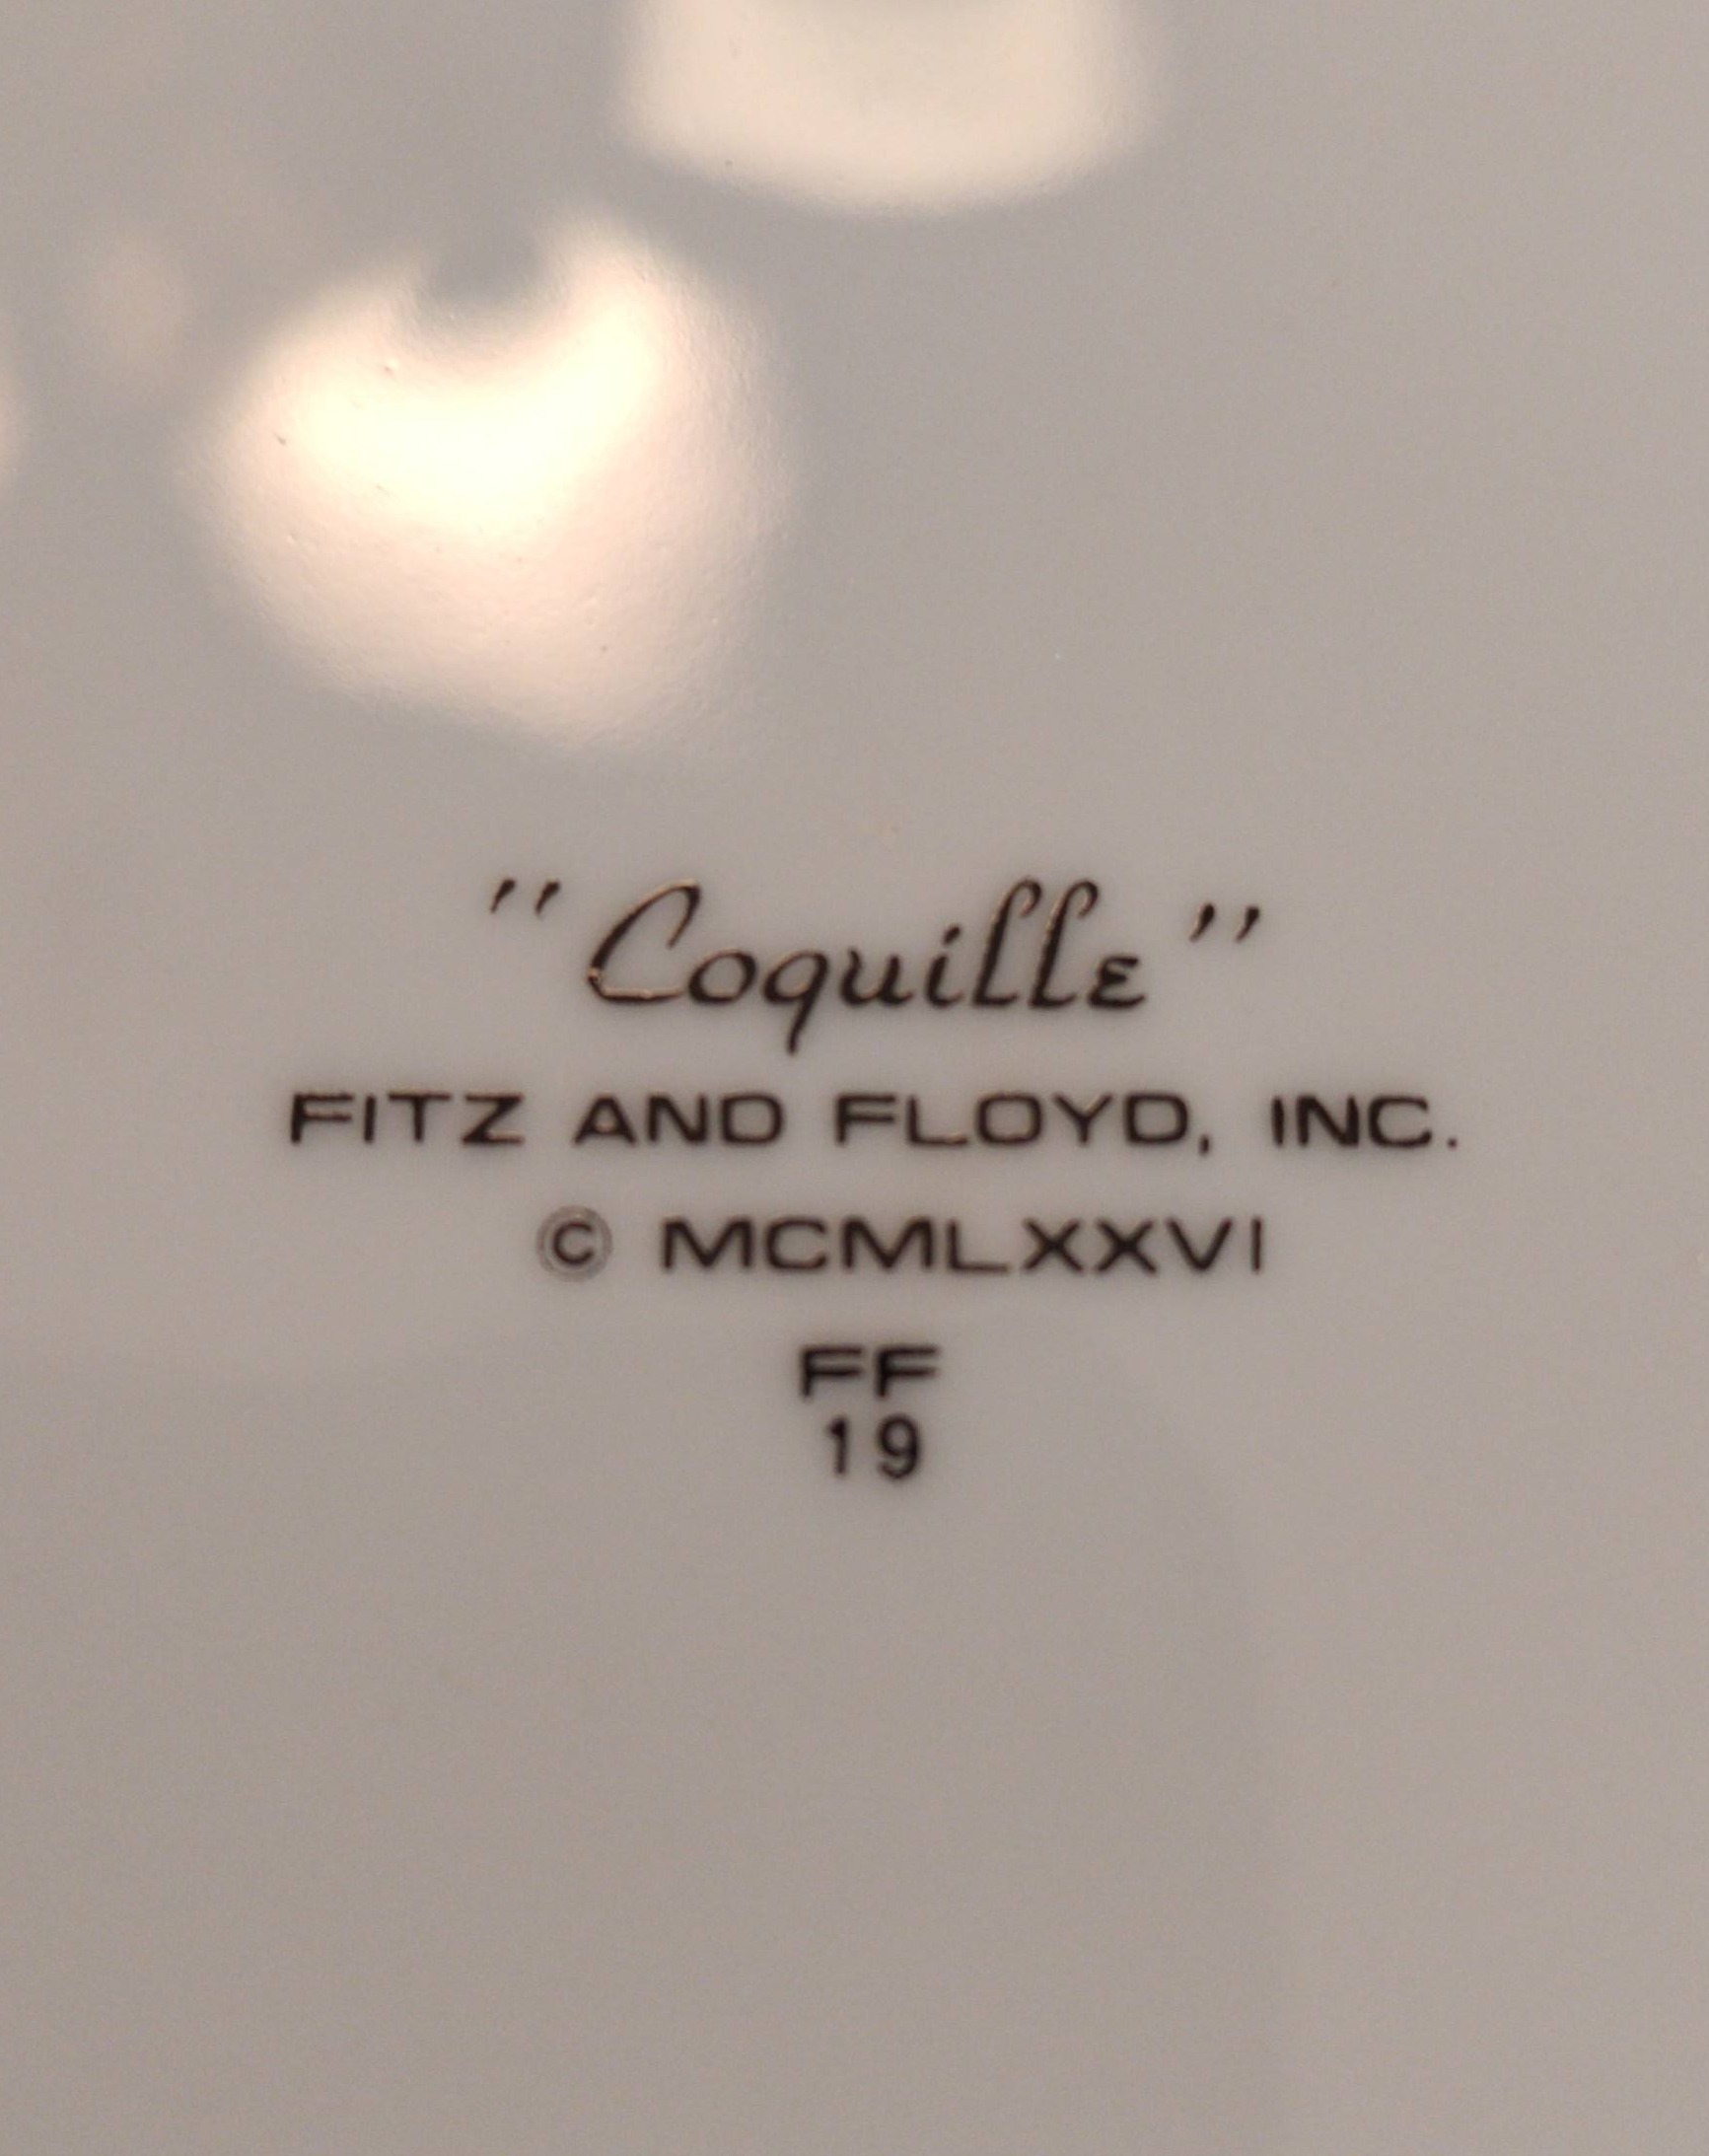 "Coquille"
FITZ AND FLOYD, INC.
© MCMLXXVI
FF
19